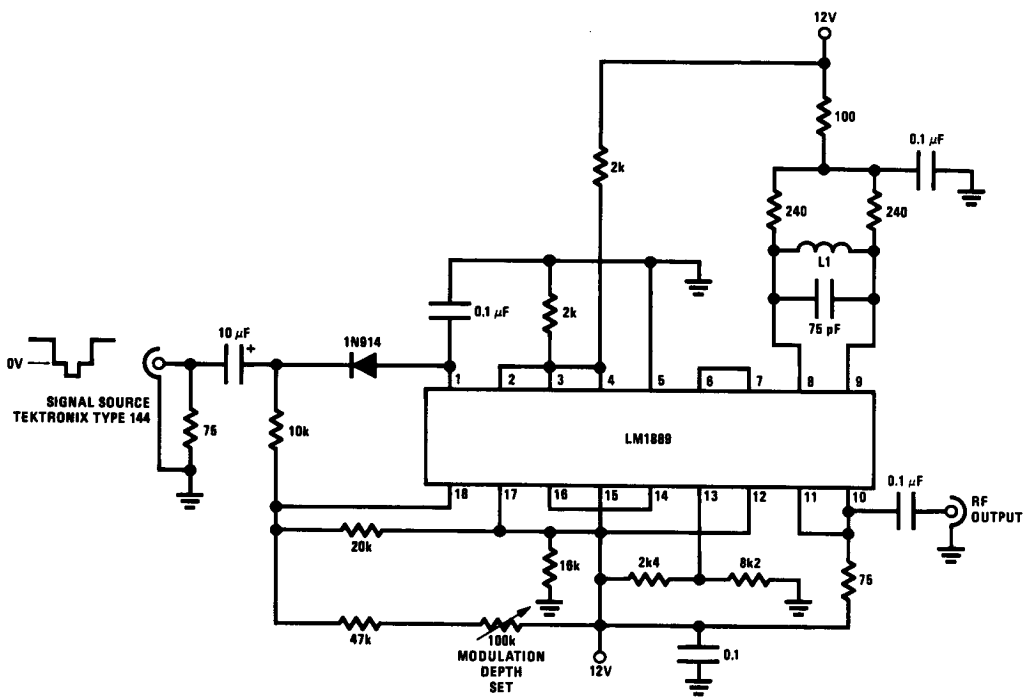 12V
100
0.1 µF
2k
240
240
L1
0.1 µF
2k
75 pF
10 µF
+
1N914
0V
1 2 3 4 5 6 7 8 9
SIGNAL SOURCE
TEKTRONIX TYPE 144
75
10k
LM1889
18 17 16 15 14 13 12 11 10
0.1 µF
RF
OUTPUT
20k
16k
2k4
8k2
75
47k
100k
MODULATION
DEPTH
SET
12V
0.1